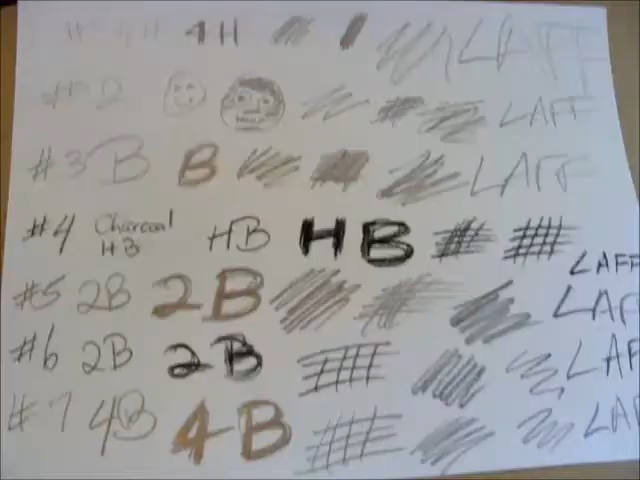 4H 4H LAFF
LAFF
#3 B B LAFF
#4 Charcoal HB HB HB LAFF
#5 2B 2B LAF
#6 2B 2B LAF
#7 4B 4B LAF